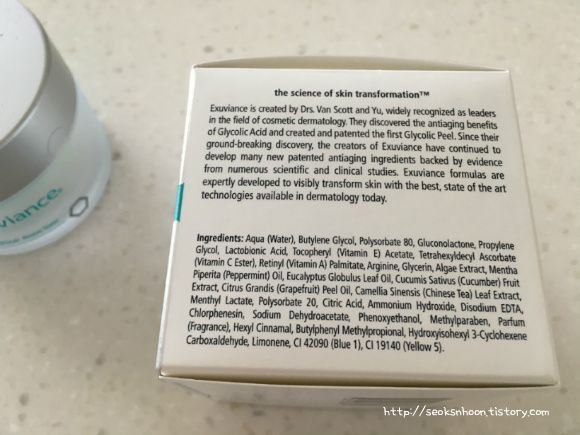 the science of skin transformation™
Exuviance is created by Drs. Van Scott and Yu, widely recognized as leaders
in the field of cosmetic dermatology. They discovered the antiaging benefits
of Glycolic Acid and created and patented the first Glycolic Peel. Since their
ground-breaking discovery, the creators of Exuviance have continued to
develop many new patented antiaging ingredients backed by evidence
from numerous scientific and clinical studies. Exuviance formulas are
expertly developed to visibly transform skin with the best, state of the art
technologies available in dermatology today.
Ingredients: Aqua (Water), Butylene Glycol, Polysorbate 80, Gluconolactone, Propylene
Glycol, Lactobionic Acid, Tocopheryl (Vitamin E) Acetate, Tetrahexyldecyl Ascorbate
(Vitamin C Ester), Retinyl (Vitamin A) Palmitate, Arginine, Glycerin, Algae Extract, Mentha
Piperita (Peppermint) Oil, Eucalyptus Globulus Leaf Oil, Cucumis Sativus (Cucumber) Fruit
Extract, Citrus Grandis (Grapefruit) Peel Oil, Camellia Sinensis (Chinese Tea) Leaf Extract,
Menthyl Lactate, Polysorbate 20, Citric Acid, Ammonium Hydroxide, Disodium EDTA,
Chlorphenesin, Sodium Dehydroacetate, Phenoxyethanol, Methylparaben, Parfum
(Fragrance), Hexyl Cinnamal, Butylphenyl Methylpropional, Hydroxyisohexyl 3-Cyclohexene
Carboxaldehyde, Limonene, CI 42090 (Blue 1), CI 19140 (Yellow 5).
uviance®
http://seoksnhoon.tistory.com